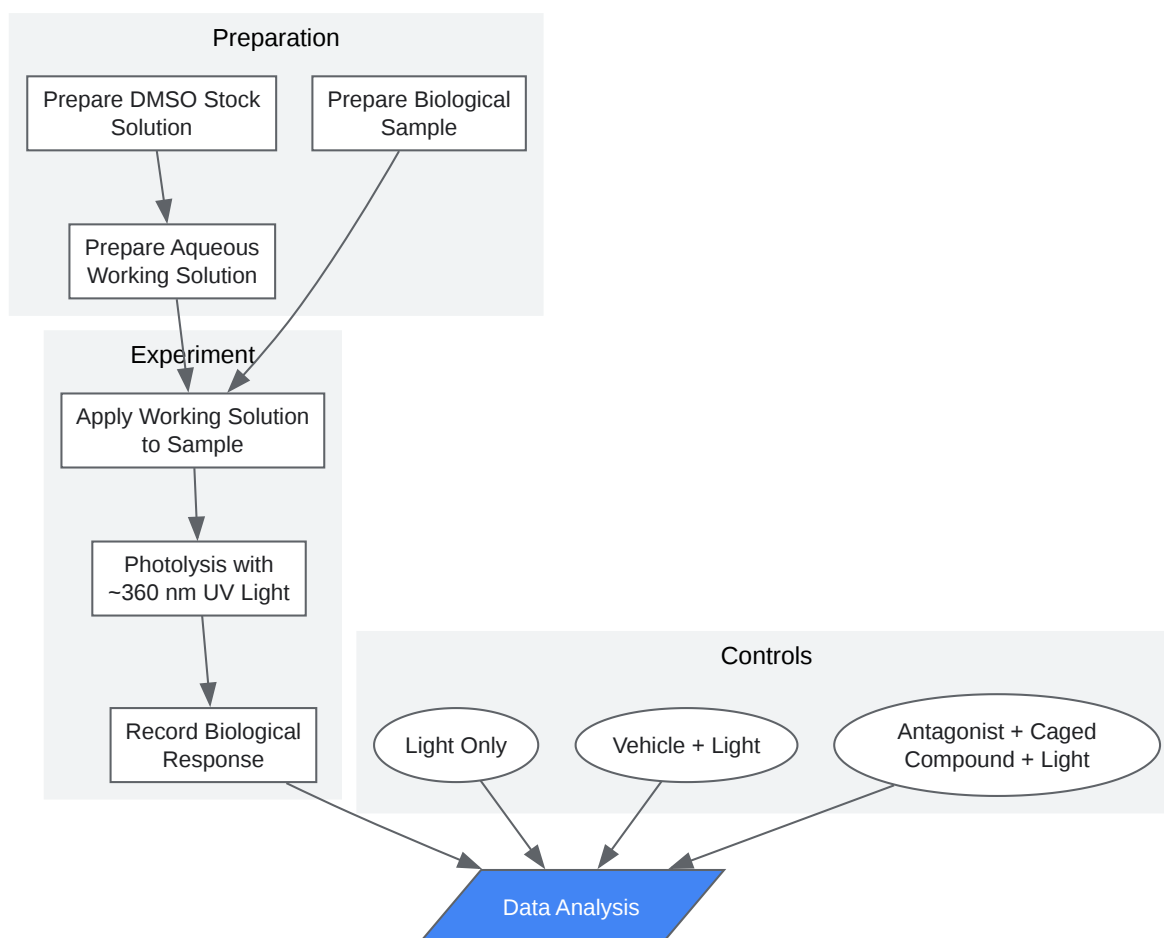 Preparation
Prepare DMSO Stock
Solution
Prepare Biological
Sample
Prepare Aqueous
Working Solution
Experiment
Apply Working Solution
to Sample
Photolysis with
~360 nm UV Light
Controls
Record Biological
Response
Light Only
Vehicle + Light
Antagonist + Caged
Compound + Light
Data Analysis